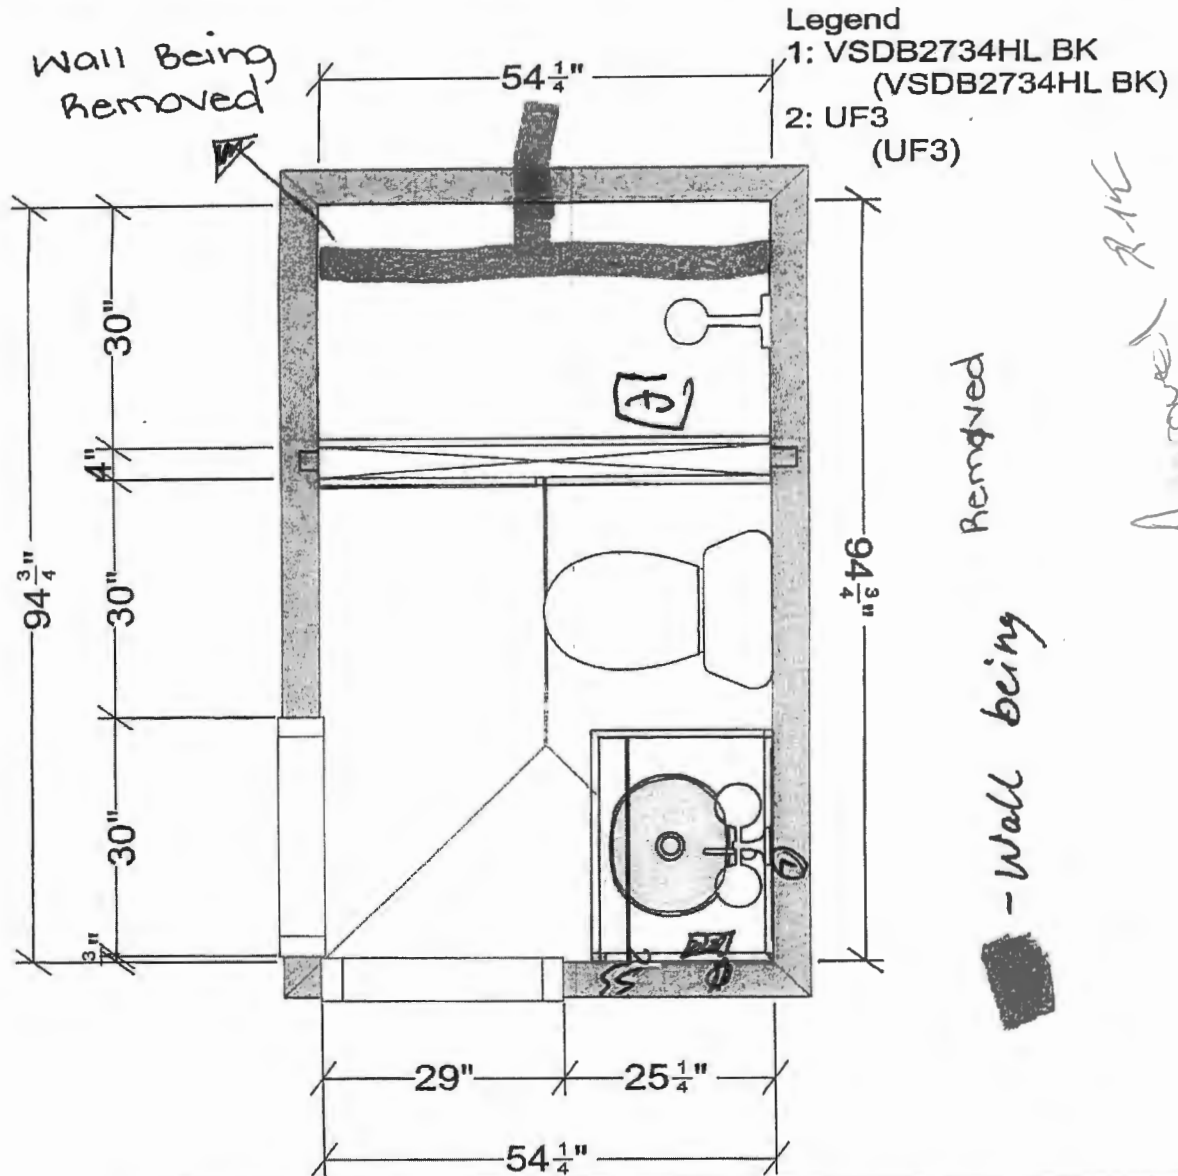 Wall Being
Removed
54 1/4"
Legend
1: VSDB2734HL BK
(VSDB2734HL BK)
2: UF3
(UF3)
30"
4"
94 3/4"
30"
94 3/4"
30"
3"
- Wall being Removed
29"
25 1/4"
54 1/4"